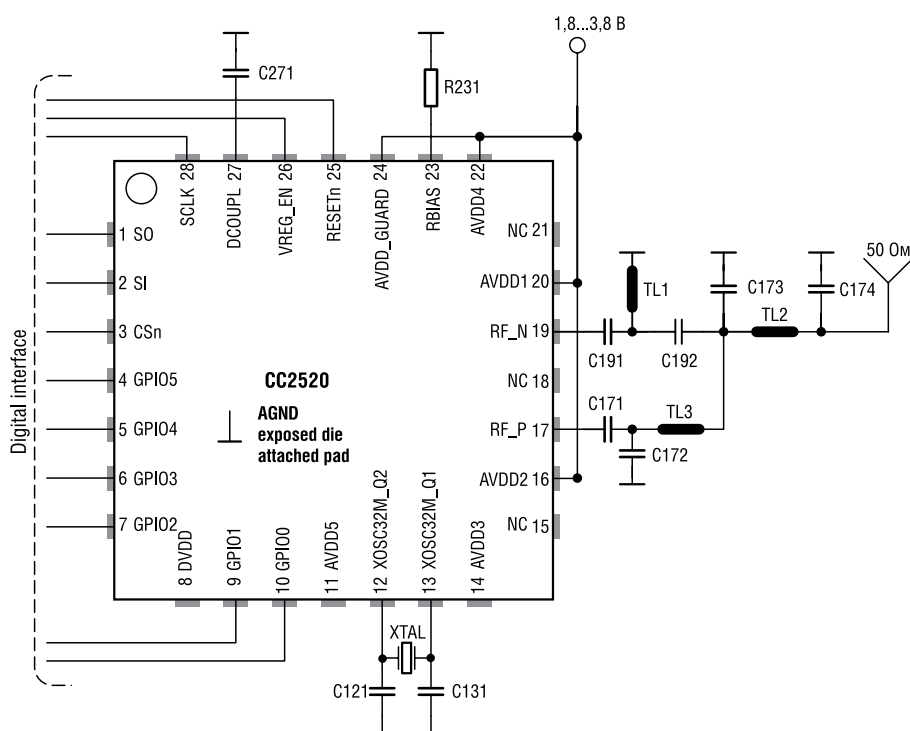 1,8...3,8 В
C271
R231
SCLK 28
DCOUPL 27
VREG_EN 26
RESETn 25
AVDD_GUARD 24
RBIAS 23
AVDD4 22
1 SO
2 SI
3 CSn
4 GPIO5
5 GPIO4
6 GPIO3
7 GPIO2
Digital interface
NC 21
AVDD1 20
RF_N 19
NC 18
RF_P 17
AVDD2 16
NC 15
CC2520
AGND
exposed die
attached pad
8 DVDD
9 GPIO1
10 GPIO0
11 AVDD5
12 XOSC32M_Q2
13 XOSC32M_Q1
14 AVDD3
TL1
C173
C174
50 Ом
TL2
C191
C192
C171
TL3
C172
XTAL
C121
C131